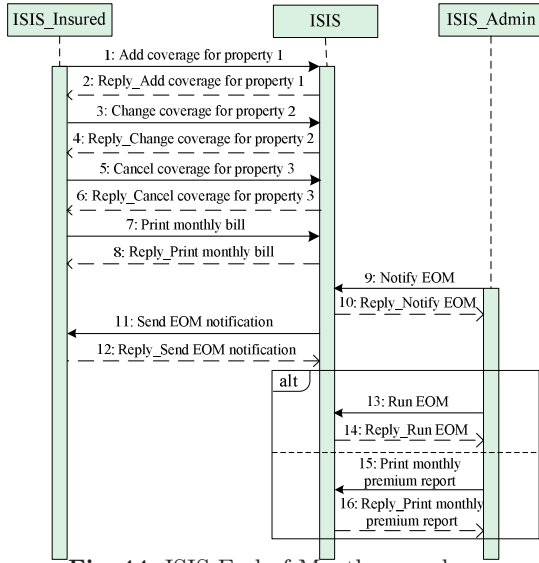 ISIS_Insured
ISIS
ISIS_Admin
1: Add coverage for property 1
2: Reply_Add coverage for property 1
3: Change coverage for property 2
4: Reply_Change coverage for property 2
5: Cancel coverage for property 3
6: Reply_Cancel coverage for property 3
7: Print monthly bill
8: Reply_Print monthly bill
9: Notify EOM
10: Reply_Notify EOM
11: Send EOM notification
12: Reply_Send EOM notification
alt
13: Run EOM
14: Reply_Run EOM
15: Print monthly
premium report
16: Reply_Print monthly
premium report